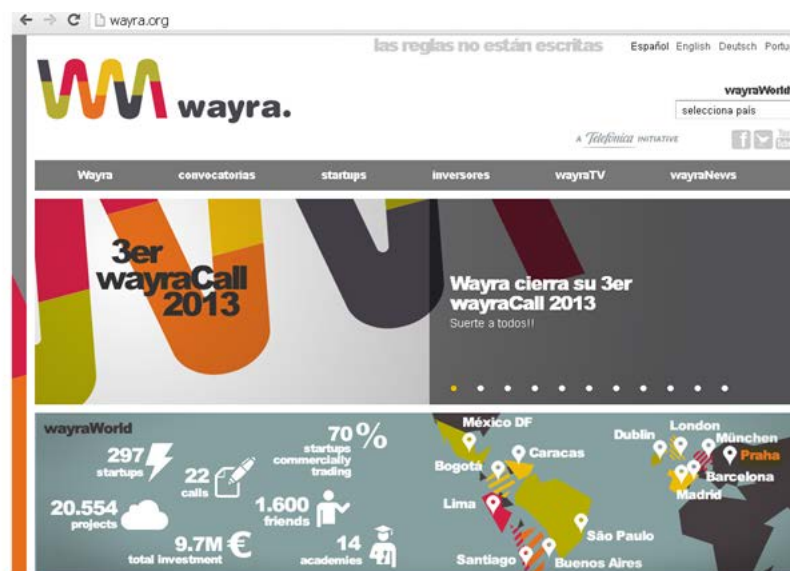 wayra.org
las reglas no están escritas
Español English Deutsch
wayra.
wayraWorld
selecciona país
A Telefónica INITIATIVE
Wayra convocatorias startups inversores wayraTV wayraNews
3er
wayraCall
2013
Wayra cierra su 3er
wayraCall 2013
Suerte a todos!!
wayraWorld
297
startups
22
calls
70%
startups
commercially
trading
20.554
projects
1.600
friends
9.7M €
total investment
14
academies
México DF
Bogotá
Caracas
Lima
São Paulo
Santiago
Buenos Aires
Dublin
London
München
Praha
Barcelona
Madrid